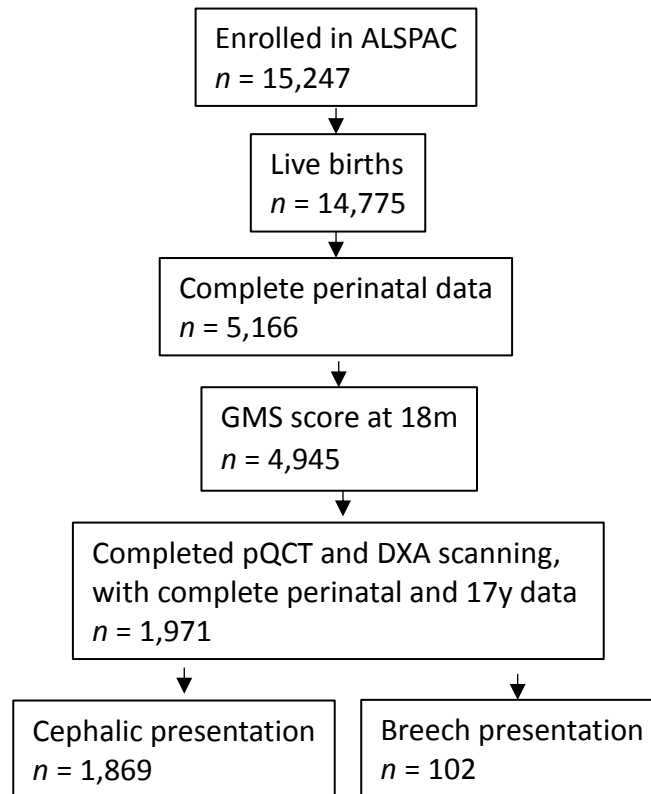 Enrolled in ALSPAC
n = 15,247
Live births
n = 14,775
Complete perinatal data
n = 5,166
GMS score at 18m
n = 4,945
Completed pQCT and DXA scanning,
with complete perinatal and 17y data
n = 1,971
Cephalic presentation
n = 1,869
Breech presentation
n = 102